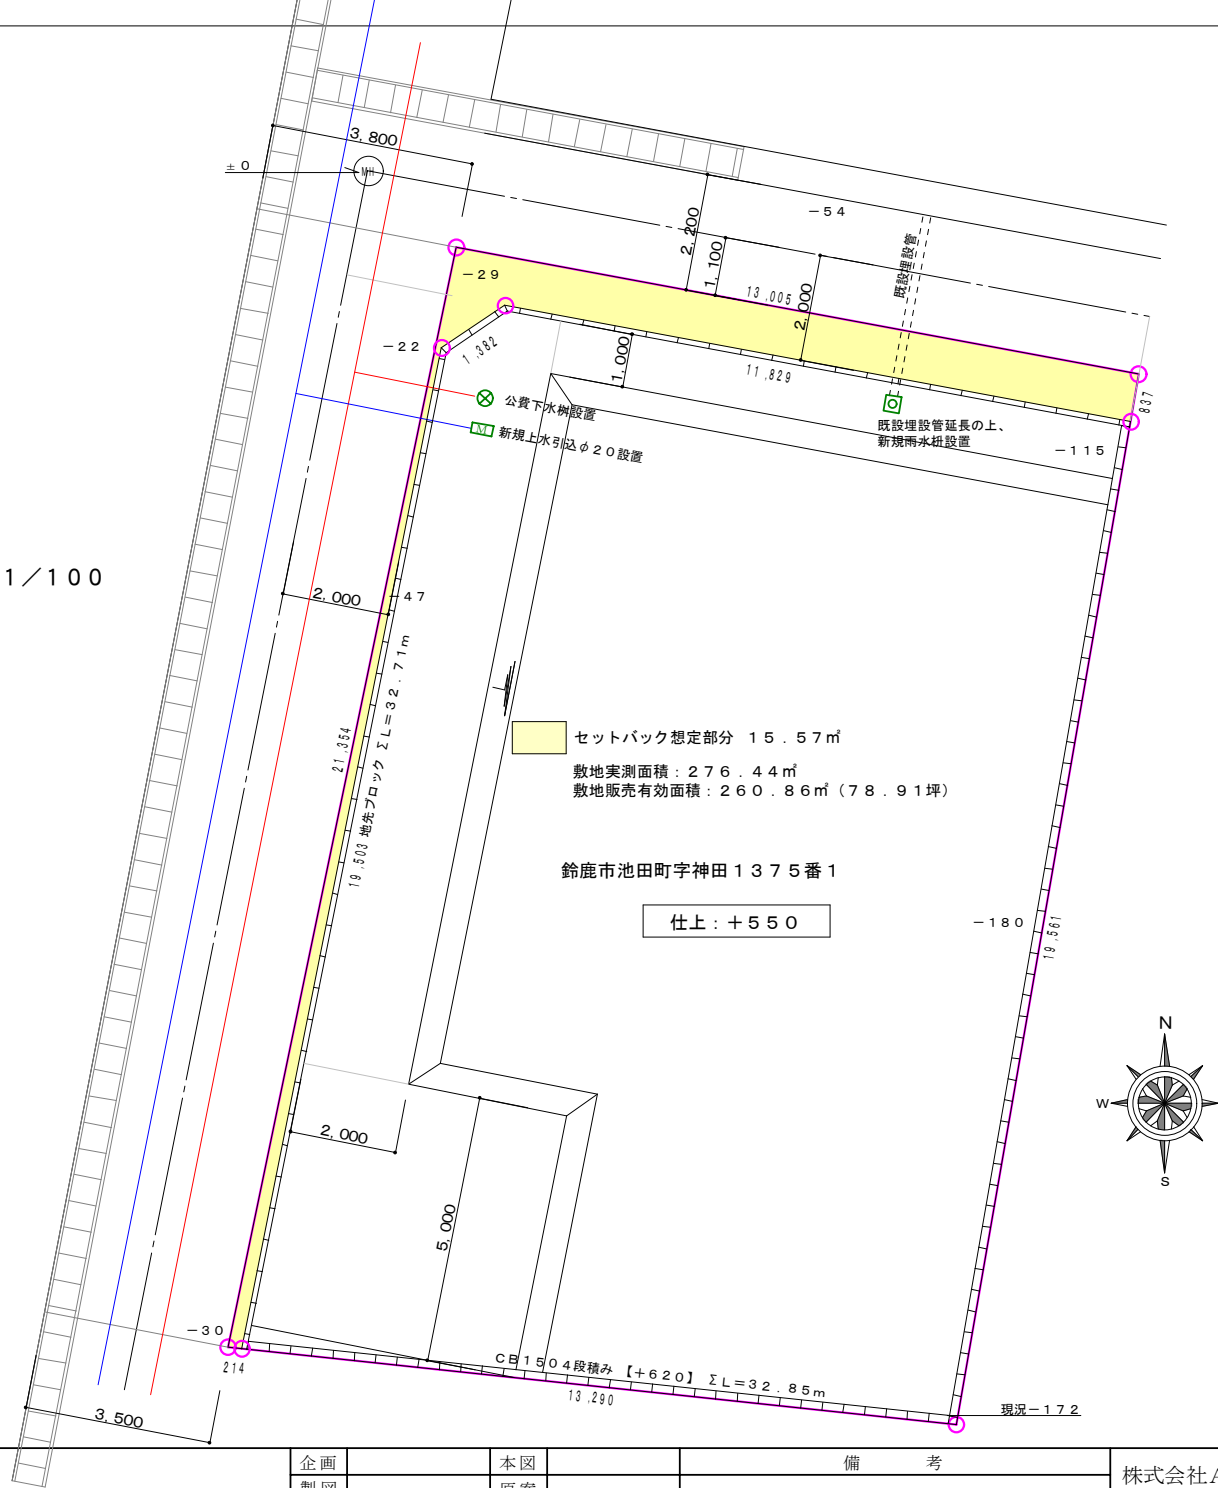 3,800
±0
MH
-54
2,200
1,100
既設埋設管
-29
13,005
2,000
-22
1,382
1,000
11,829
837
公費下水桝設置
新規上水引込φ20設置
M
既設埋設管延長の上、
新規雨水枡設置
-115
1/100
2,000
-47
21,354
19,503 地先ブロック ΣL=32.71m
セットバック想定部分 15.57㎡
敷地実測面積:276.44㎡
敷地販売有効面積:260.86㎡(78.91坪)
鈴鹿市池田町字神田1375番1
仕上:+550
-180
19,561
N
W
S
2,000
5,000
-30
214
CB1504段積み 【+620】 ΣL=32.85m
13,290
現況-172
3,500
企画
本図
備考
株式会社A